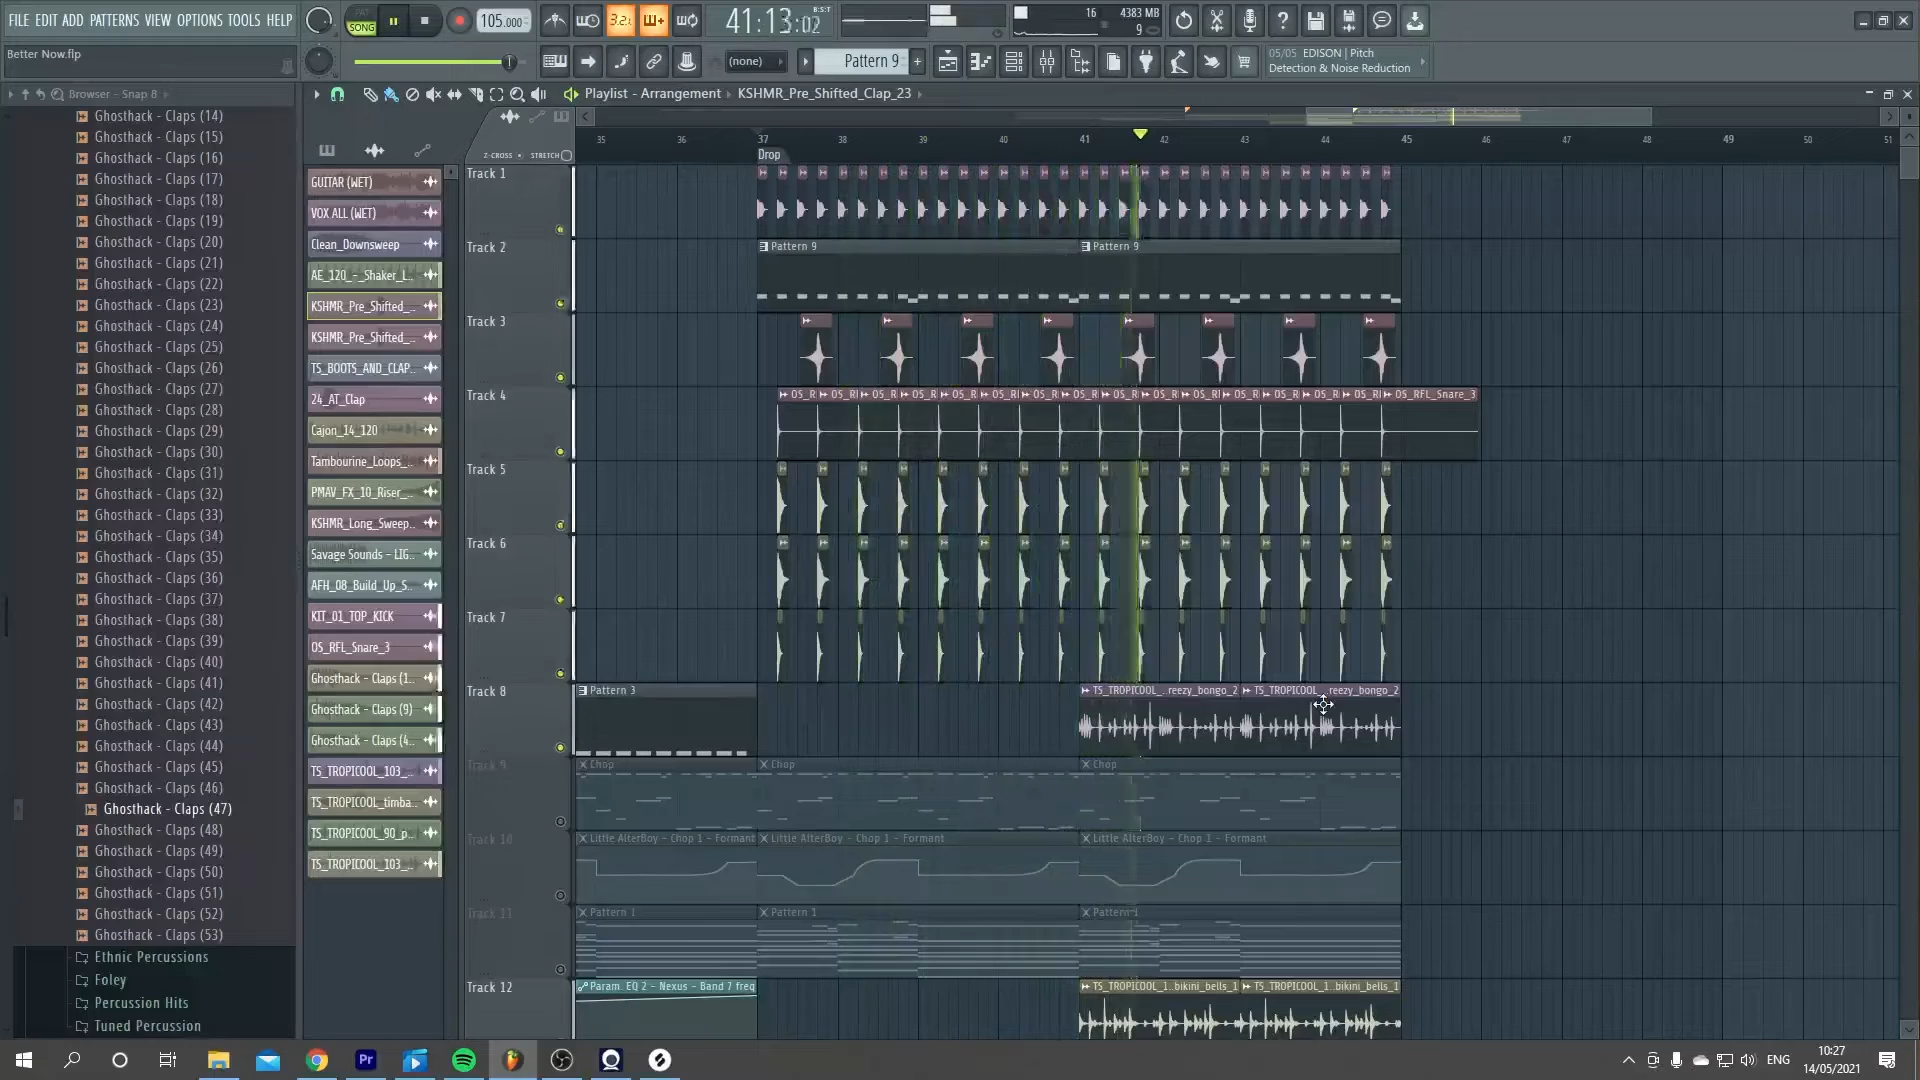 FILE EDIT ADD PATTERNS VIEW OPTIONS TOOLS HELP
PAT
SONG
105.000
3.2.
41:13:02
B:S:T
16
4383 MB
9
Better Now.flp
(none)
Pattern 9
05/05 EDISON | Pitch
Detection & Noise Reduction
Browser - Snap 8
Playlist - Arrangement
KSHMR_Pre_Shifted_Clap_23
Z-CROSS
STRETCH
35
36
37
38
39
40
41
42
43
44
45
46
47
48
49
50
51
Drop
Ghosthack - Claps (14)
Ghosthack - Claps (15)
Ghosthack - Claps (16)
Ghosthack - Claps (17)
Ghosthack - Claps (18)
Ghosthack - Claps (19)
Ghosthack - Claps (20)
Ghosthack - Claps (21)
Ghosthack - Claps (22)
Ghosthack - Claps (23)
Ghosthack - Claps (24)
Ghosthack - Claps (25)
Ghosthack - Claps (26)
Ghosthack - Claps (27)
Ghosthack - Claps (28)
Ghosthack - Claps (29)
Ghosthack - Claps (30)
Ghosthack - Claps (31)
Ghosthack - Claps (32)
Ghosthack - Claps (33)
Ghosthack - Claps (34)
Ghosthack - Claps (35)
Ghosthack - Claps (36)
Ghosthack - Claps (37)
Ghosthack - Claps (38)
Ghosthack - Claps (39)
Ghosthack - Claps (40)
Ghosthack - Claps (41)
Ghosthack - Claps (42)
Ghosthack - Claps (43)
Ghosthack - Claps (44)
Ghosthack - Claps (45)
Ghosthack - Claps (46)
Ghosthack - Claps (47)
Ghosthack - Claps (48)
Ghosthack - Claps (49)
Ghosthack - Claps (50)
Ghosthack - Claps (51)
Ghosthack - Claps (52)
Ghosthack - Claps (53)
Ethnic Percussions
Foley
Percussion Hits
Tuned Percussion
GUITAR (WET)
VOX ALL (WET)
Clean_Downsweep
AE_120_-_Shaker_L..
KSHMR_Pre_Shifted_..
KSHMR_Pre_Shifted_..
TS_BOOTS_AND_CLAP..
24_AT_Clap
Cajon_14_120
Tambourine_Loops_..
PMAV_FX_10_Riser_..
KSHMR_Long_Sweep..
Savage Sounds - LIG..
AFH_08_Build_Up_S..
KIT_01_TOP_KICK
OS_RFL_Snare_3
Ghosthack - Claps (1..
Ghosthack - Claps (9)
Ghosthack - Claps (4..
TS_TROPICOOL_103_..
TS_TROPICOOL_timba..
TS_TROPICOOL_90_p..
TS_TROPICOOL_103_..
Track 1
Track 2
Pattern 9
Pattern 9
Track 3
Track 4
OS_R OS_R OS_R OS_R OS_R OS_R OS_R OS_R OS_R OS_R OS_R OS_R OS_R OS_R OS_R OS_RFL_Snare_3
Track 5
Track 6
Track 7
Track 8
Pattern 3
TS_TROPICOOL_..reezy_bongo_2
TS_TROPICOOL_..reezy_bongo_2
Track 9
Chop
Chop
Chop
Track 10
Little AlterBoy - Chop 1 - Formant
Little AlterBoy - Chop 1 - Formant
Little AlterBoy - Chop 1 - Formant
Track 11
Pattern 1
Pattern 1
Pattern 1
Track 12
Param. EQ 2 - Nexus - Band 7 freq
TS_TROPICOOL_1..bikini_bells_1
TS_TROPICOOL_1..bikini_bells_1
Pr
ENG
10:27
14/05/2021